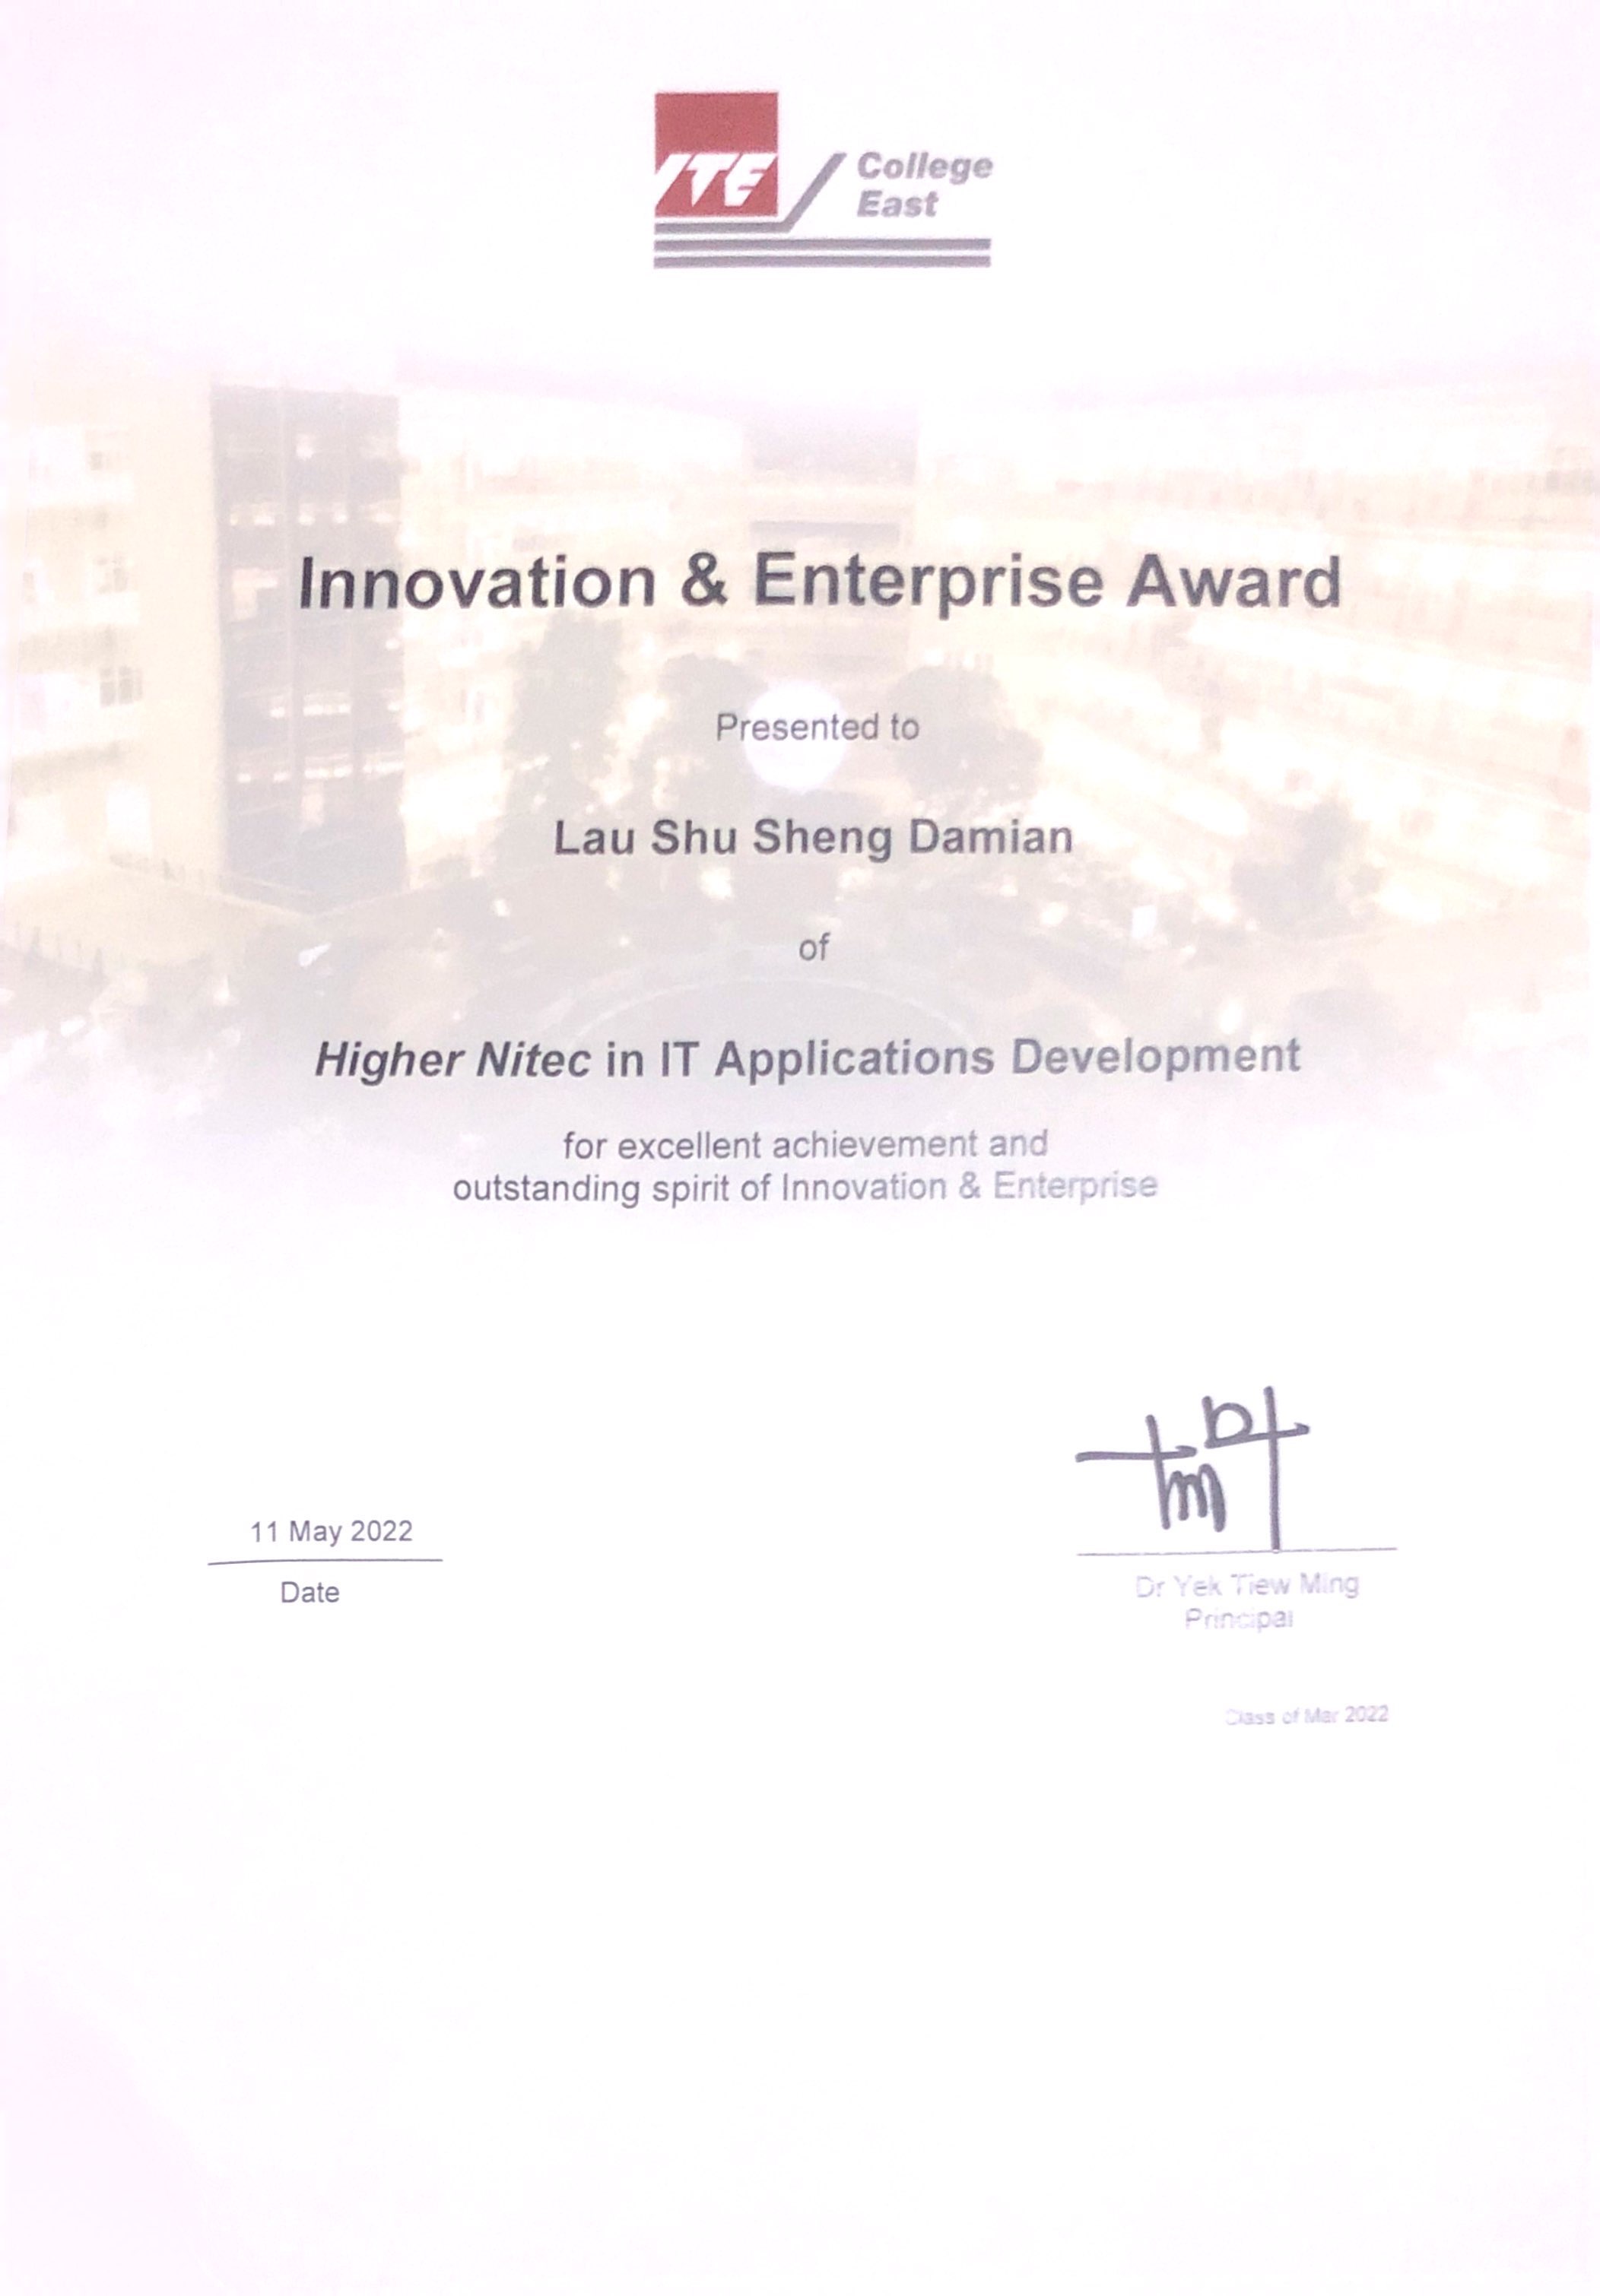 ITE College
East
Innovation & Enterprise Award
Presented to
Lau Shu Sheng Damian
of
Higher Nitec in IT Applications Development
for excellent achievement and
outstanding spirit of Innovation & Enterprise
11 May 2022
Date
Dr Yek Tiew Ming
Principal
Class of Mar 2022